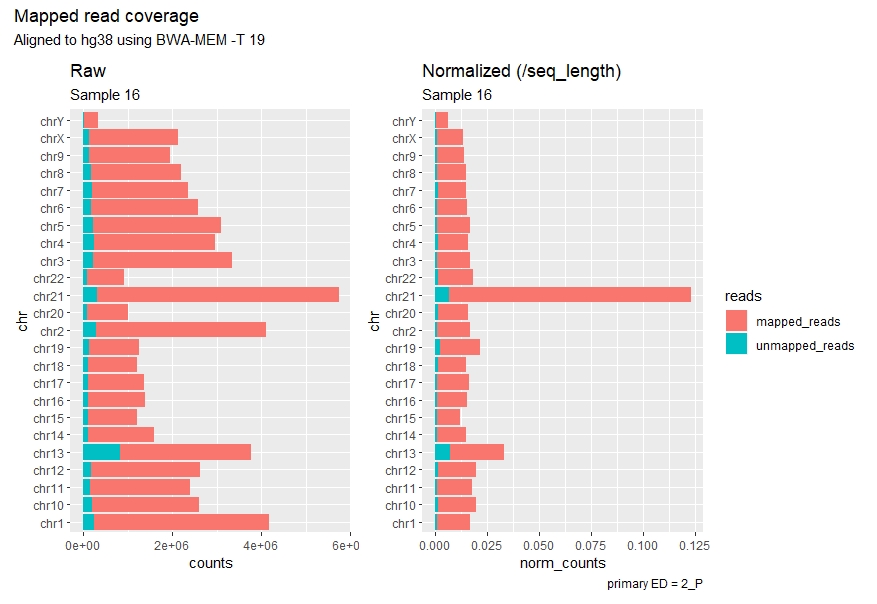 Mapped read coverage
Aligned to hg38 using BWA-MEM -T 19
Raw
Sample 16
chr
chrY
chrX
chr9
chr8
chr7
chr6
chr5
chr4
chr3
chr22
chr21
chr20
chr2
chr19
chr18
chr17
chr16
chr15
chr14
chr13
chr12
chr11
chr10
chr1
0e+00 2e+06 4e+06 6e+0
counts
Normalized (/seq_length)
Sample 16
chr
chrY
chrX
chr9
chr8
chr7
chr6
chr5
chr4
chr3
chr22
chr21
chr20
chr2
chr19
chr18
chr17
chr16
chr15
chr14
chr13
chr12
chr11
chr10
chr1
0.000 0.025 0.050 0.075 0.100 0.125
norm_counts
reads
mapped_reads
unmapped_reads
primary ED = 2_P